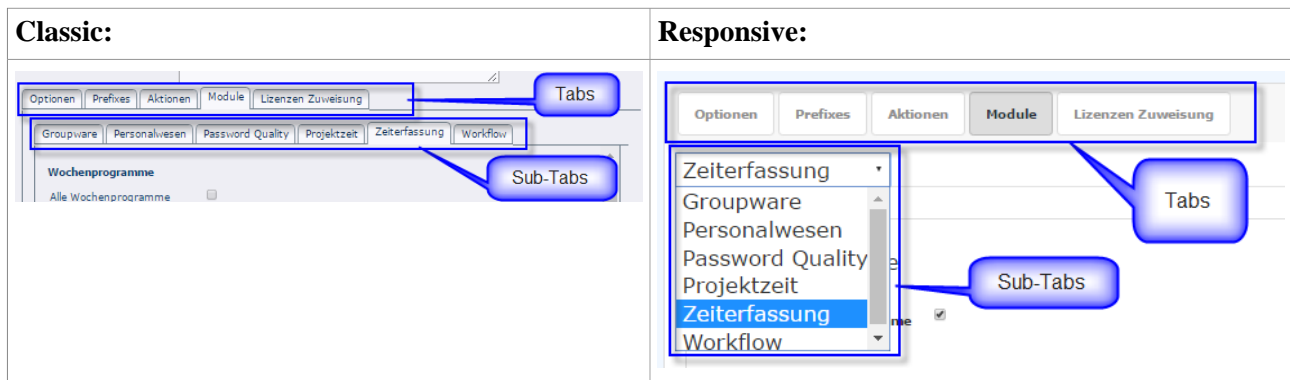 Classic:
Optionen Prefixes Aktionen Module Lizenzen Zuweisung
Tabs
Groupware Personalwesen Password Quality Projektzeit Zeiterfassung Workflow
Sub-Tabs
Wochenprogramme
Alle Wochenprogramme
Responsive:
Optionen Prefixes Aktionen Module Lizenzen Zuweisung
Tabs
Zeiterfassung
Groupware
Personalwesen
Password Quality
Projektzeit
Zeiterfassung
Workflow
Sub-Tabs